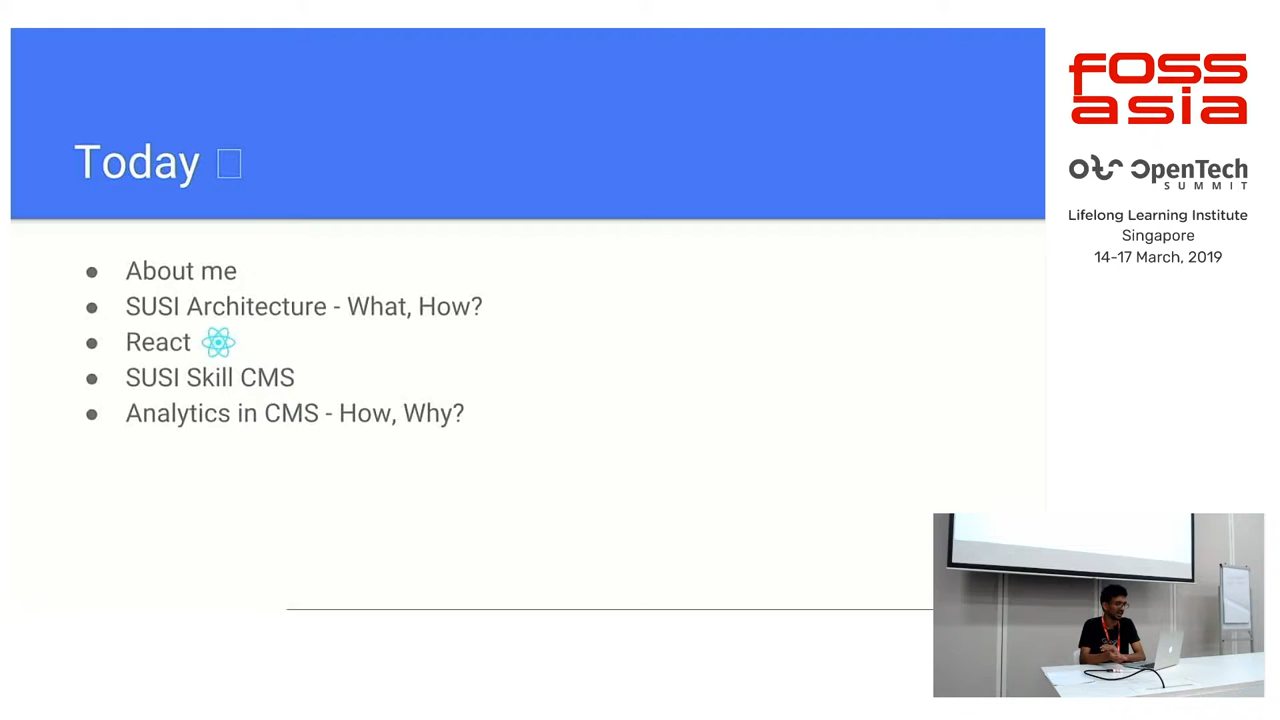 Today
About me
SUSI Architecture - What, How?
React
SUSI Skill CMS
Analytics in CMS - How, Why?
FOSS
asia
OpenTech
SUMMIT
Lifelong Learning Institute
Singapore
14-17 March, 2019